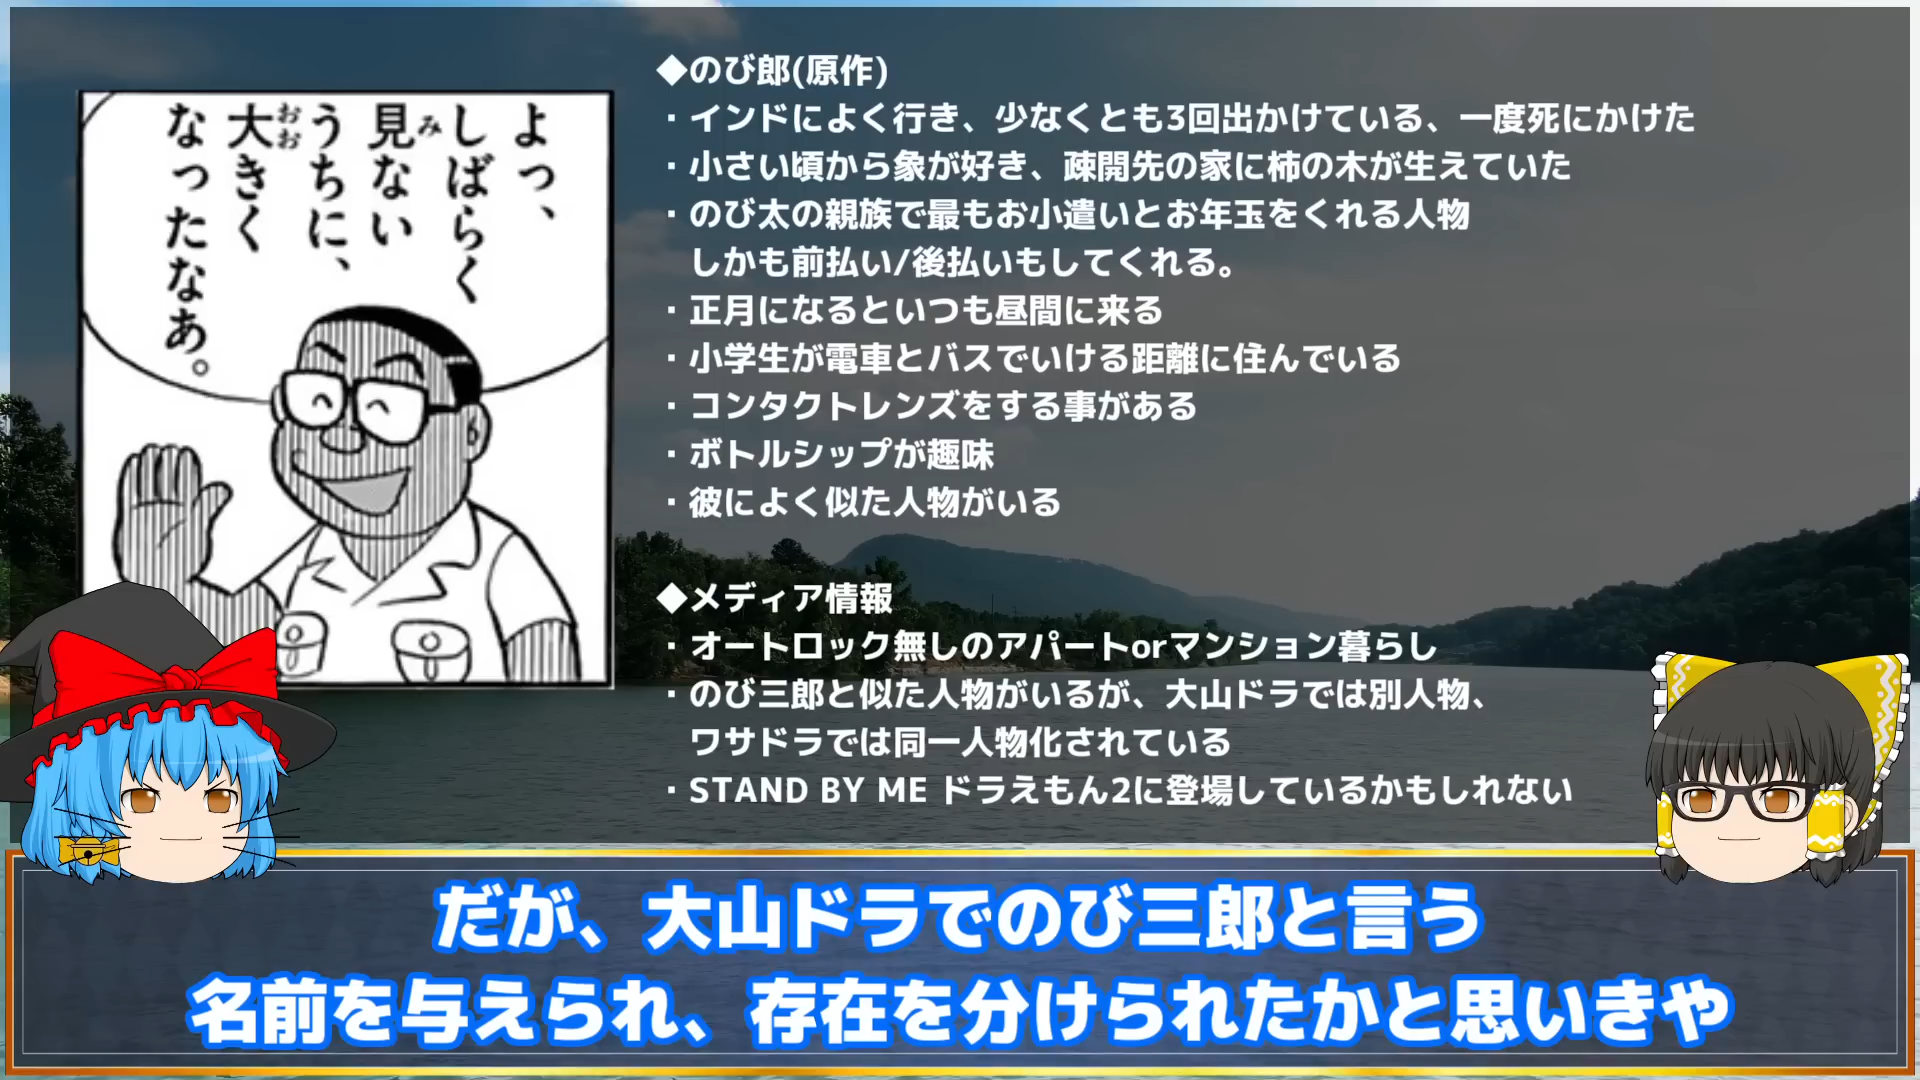 よっ、
しばらく
見ない
み
うちに、
大きく
おお
なったなあ。
◆のび郎(原作)
・インドによく行き、少なくとも3回出かけている、一度死にかけた
・小さい頃から象が好き、疎開先の家に柿の木が生えていた
・のび太の親族で最もお小遣いとお年玉をくれる人物
しかも前払い/後払いもしてくれる。
・正月になるといつも昼間に来る
・小学生が電車とバスでいける距離に住んでいる
・コンタクトレンズをする事がある
・ボトルシップが趣味
・彼によく似た人物がいる
◆メディア情報
・オートロック無しのアパートorマンション暮らし
・のび三郎と似た人物がいるが、大山ドラでは別人物、
ワサドラでは同一人物化されている
・STAND BY ME ドラえもん2に登場しているかもしれない
だが、大山ドラでのび三郎と言う
名前を与えられ、存在を分けられたかと思いきや